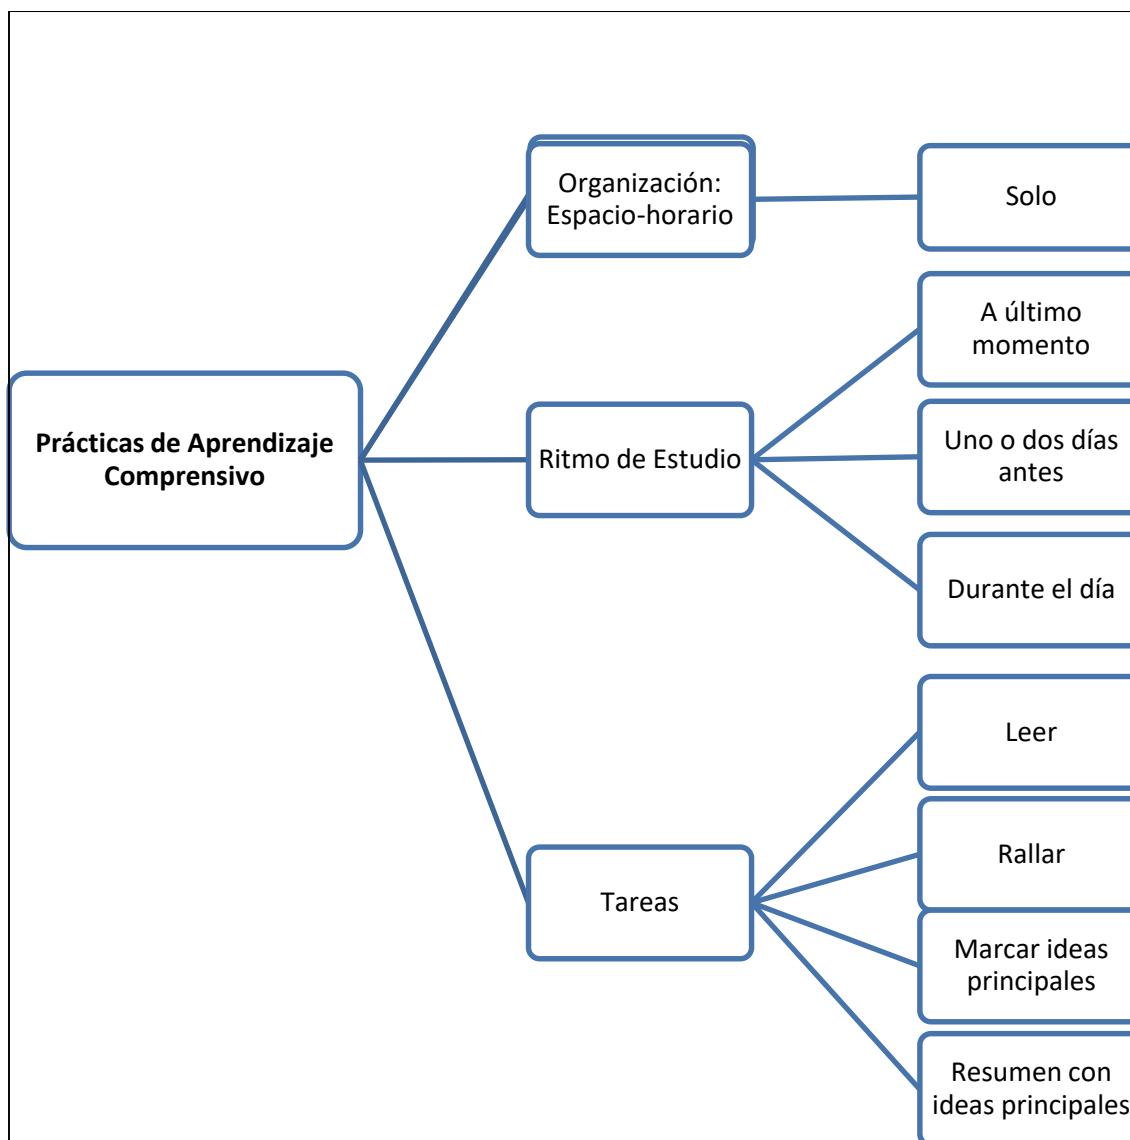 Prácticas de Aprendizaje
Comprensivo
Organización:
Espacio-horario
Solo
Ritmo de Estudio
A último
momento
Uno o dos días
antes
Durante el día
Tareas
Leer
Rallar
Marcar ideas
principales
Resumen con
ideas principales